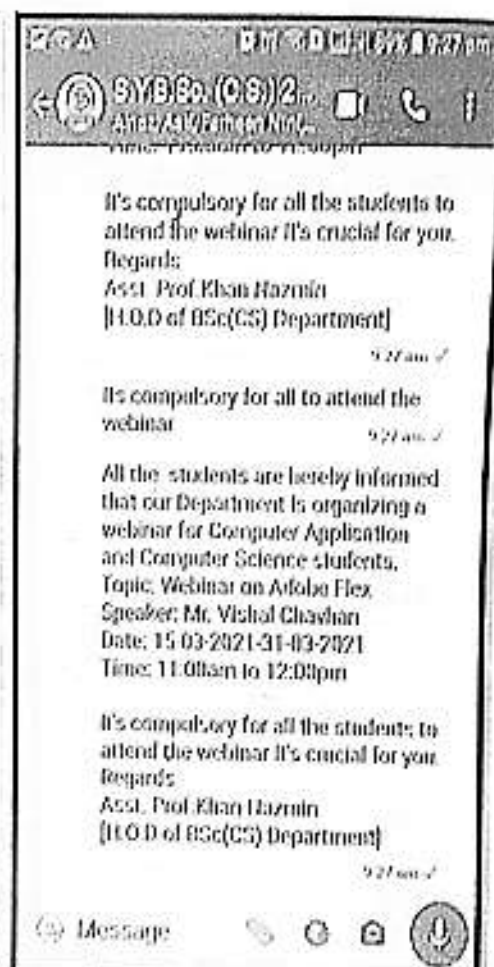 89% 9:27 am
S.Y.B.Sc. (C.S.) 2...
It's compulsory for all the students to
attend the webinar it's crucial for you.
Regards
Asst. Prof.Khan Nazmin
[H.O.D of BSc(CS) Department]
9:27 am
Its compulsory for all to attend the
webinar
9:27 am
All the students are hereby informed
that our Department is organizing a
webinar for Computer Application
and Computer Science students.
Topic: Webinar on Adobe Flex
Speaker: Mr. Vishal Chavhan
Date: 15-03-2021-31-03-2021
Time: 11:00am to 12:00pm
It's compulsory for all the students to
attend the webinar it's crucial for you.
Regards
Asst. Prof.Khan Nazmin
[H.O.D of BSc(CS) Department]
9:27 am
Message